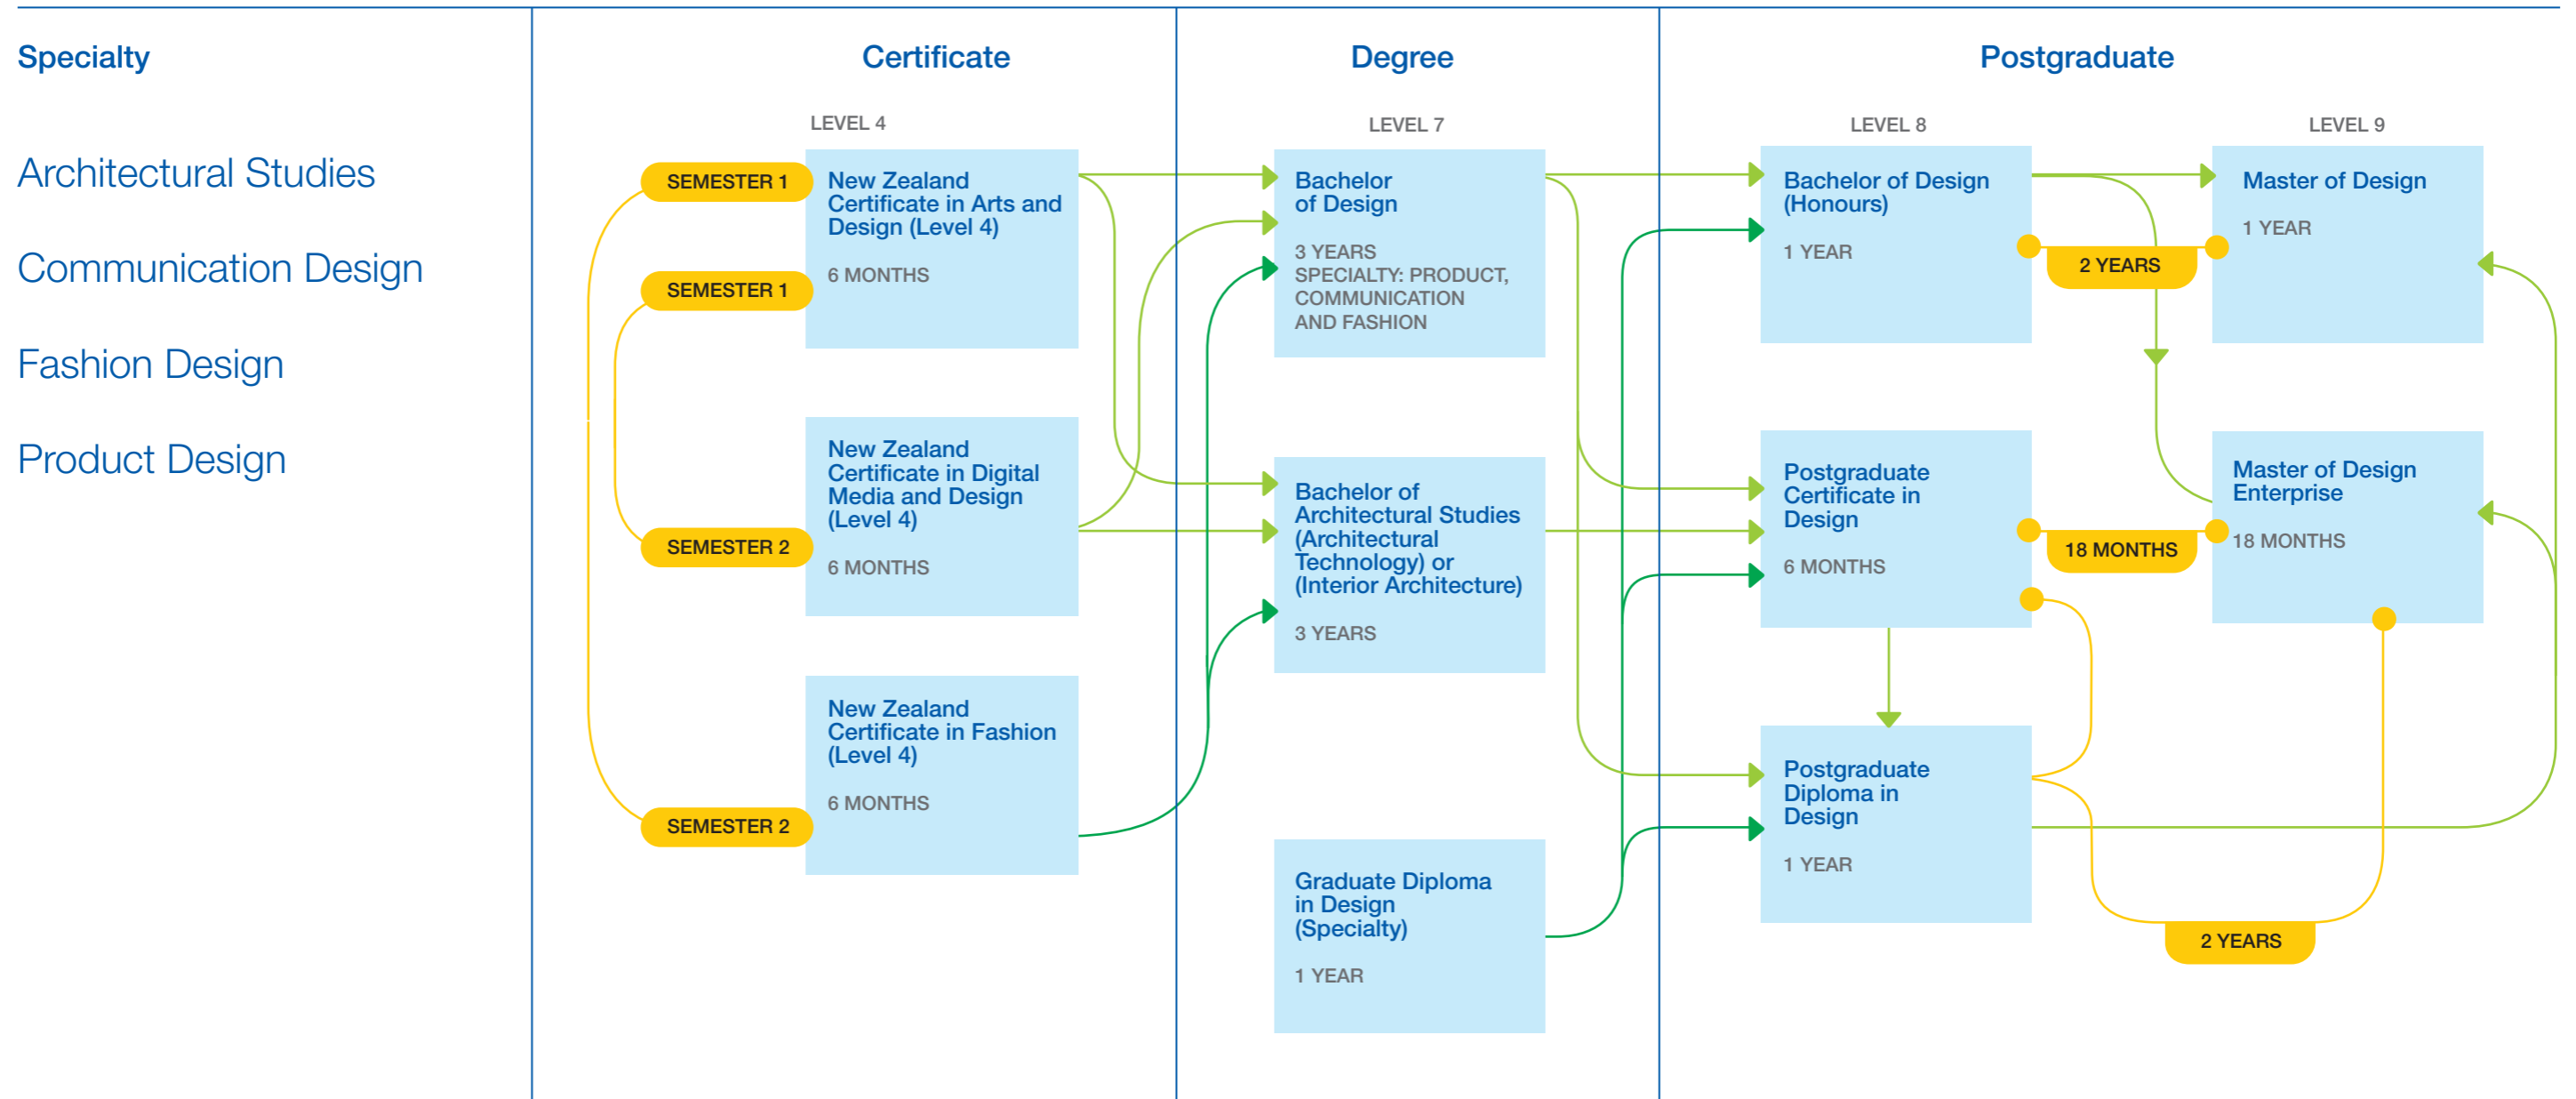 Specialty
Architectural Studies
Communication Design
Fashion Design
Product Design
Certificate
LEVEL 4
SEMESTER 1
SEMESTER 1
New Zealand
Certificate in Arts and
Design (Level 4)
6 MONTHS
SEMESTER 2
New Zealand
Certificate in Digital
Media and Design
(Level 4)
6 MONTHS
SEMESTER 2
New Zealand
Certificate in Fashion
(Level 4)
6 MONTHS
Degree
LEVEL 7
Bachelor
of Design
3 YEARS
SPECIALTY: PRODUCT,
COMMUNICATION
AND FASHION
Bachelor of
Architectural Studies
(Architectural
Technology) or
(Interior Architecture)
3 YEARS
Graduate Diploma
in Design
(Specialty)
1 YEAR
Postgraduate
LEVEL 8
Bachelor of Design
(Honours)
1 YEAR
2 YEARS
Postgraduate
Certificate in
Design
6 MONTHS
18 MONTHS
Postgraduate
Diploma in
Design
1 YEAR
2 YEARS
LEVEL 9
Master of Design
1 YEAR
Master of Design
Enterprise
18 MONTHS